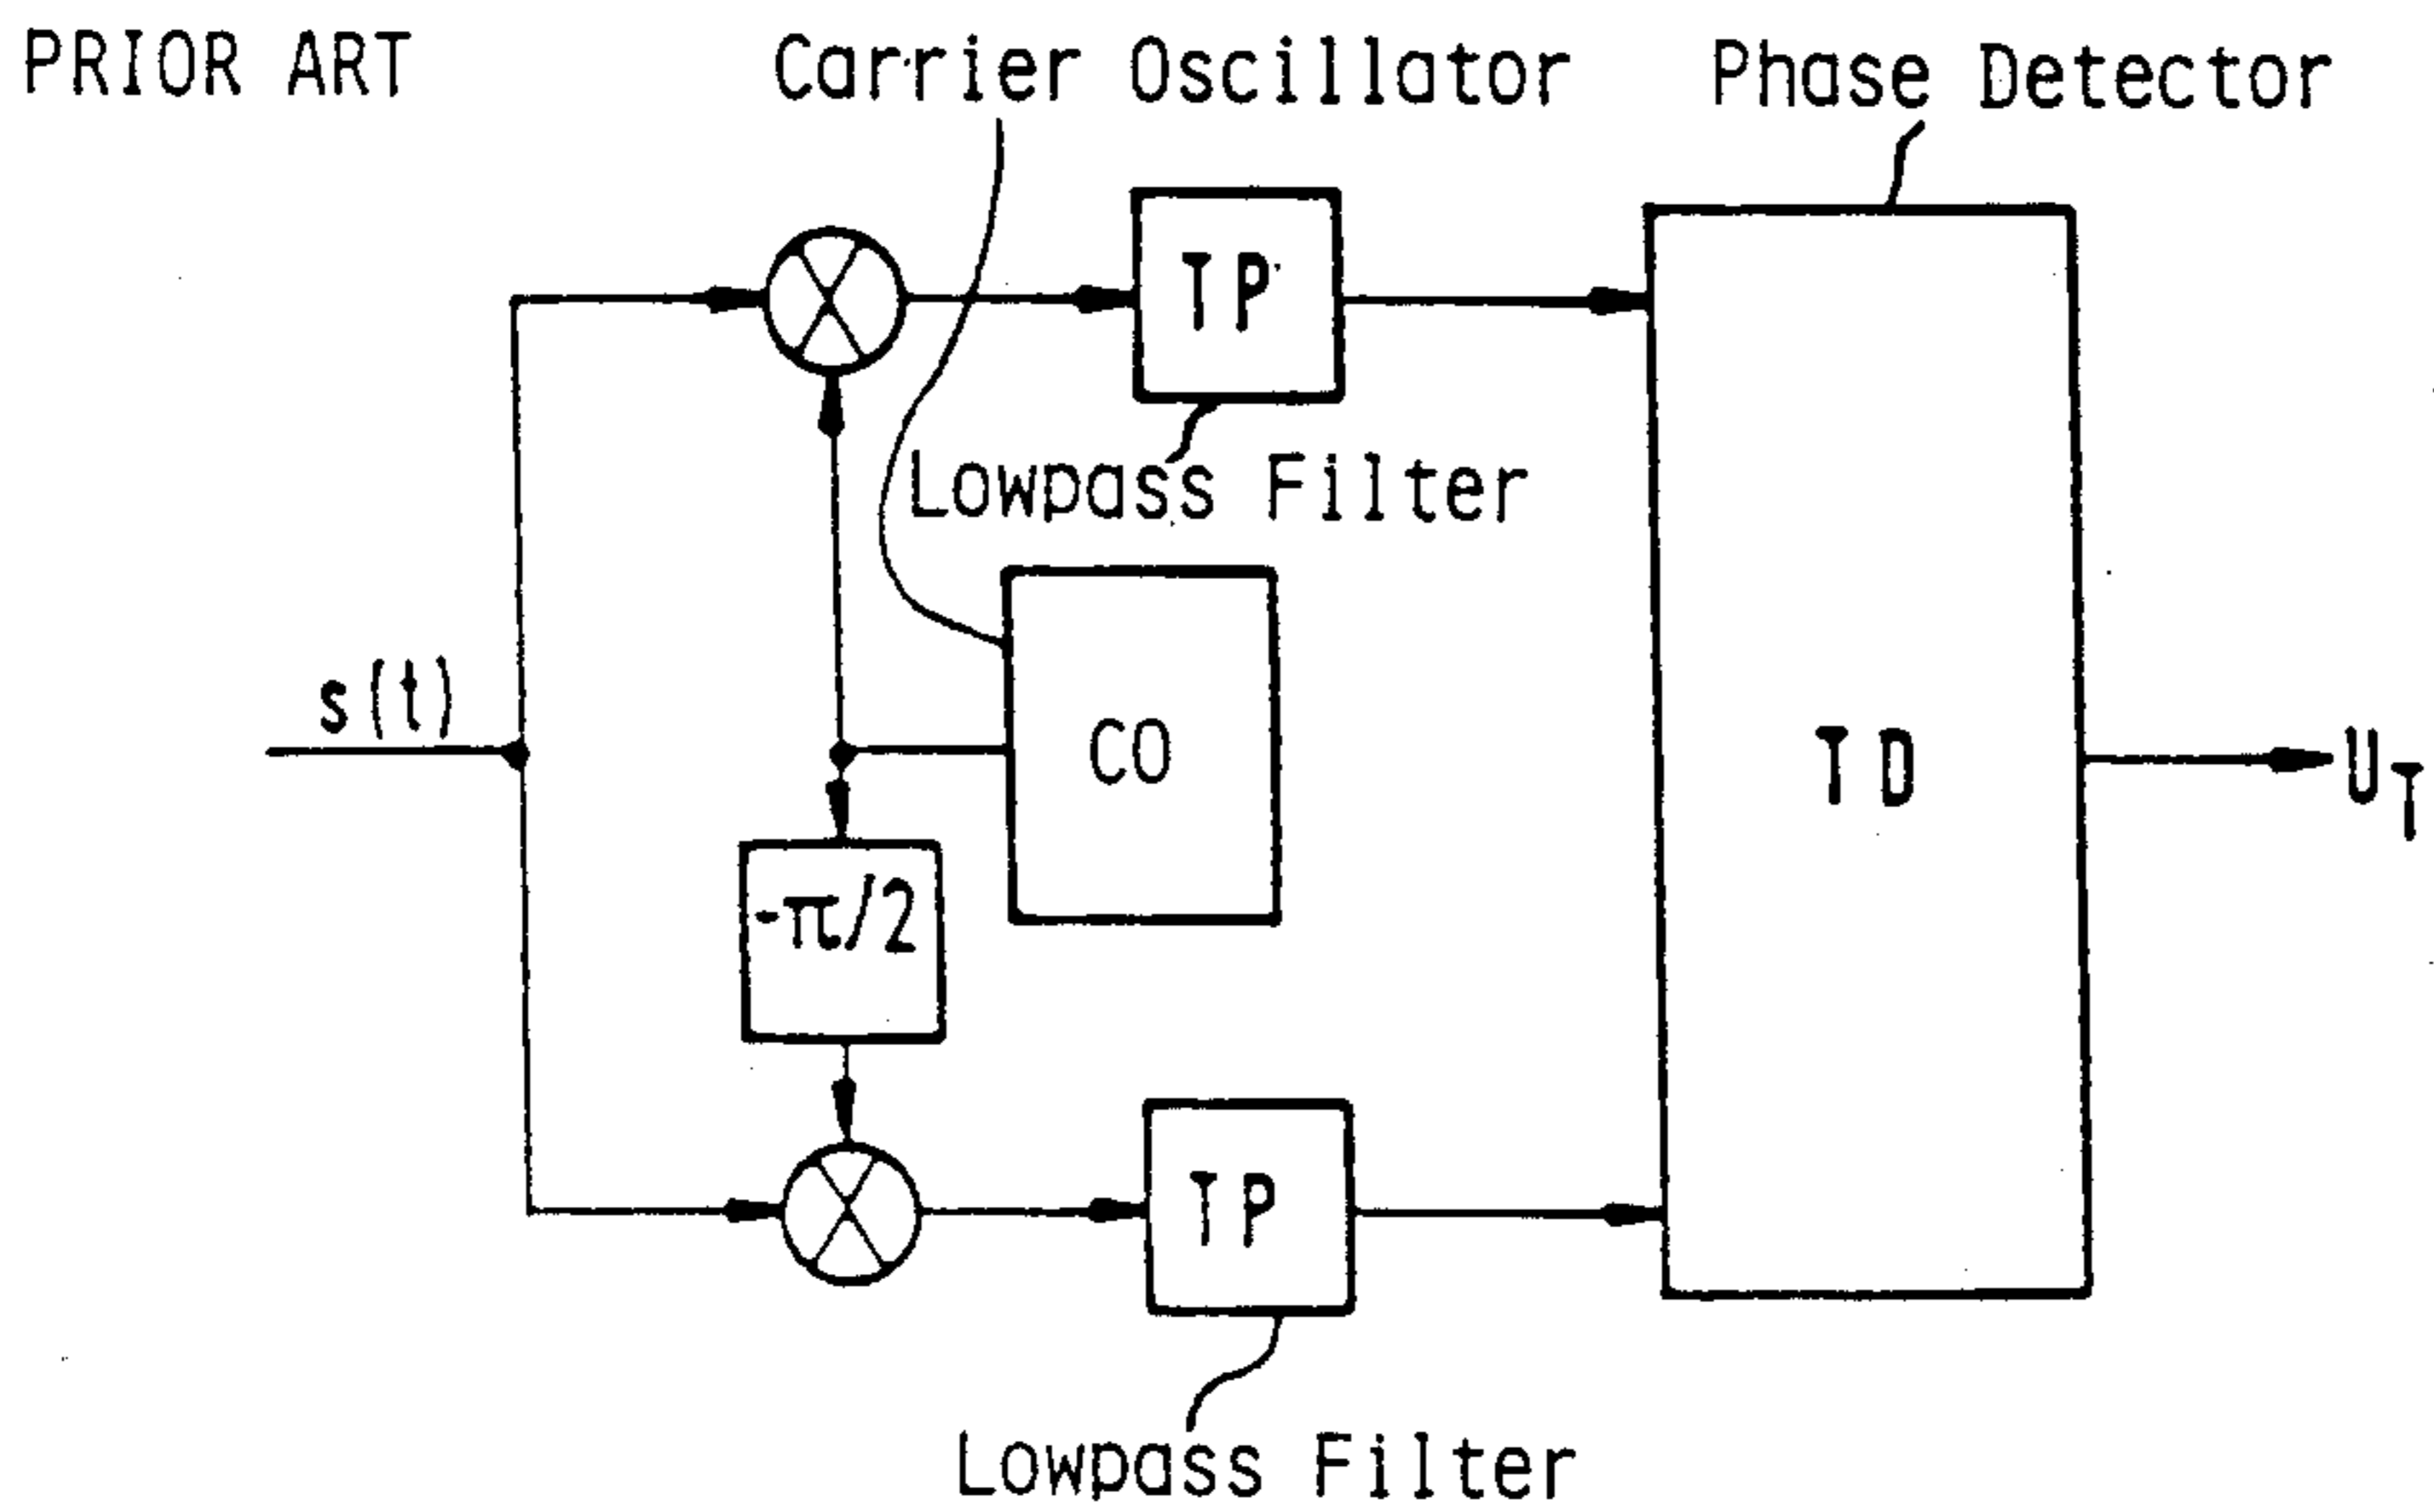 PRIOR ART
Carrier Oscillator
Phase Detector
TP
Lowpass Filter
s(t)
CO
TD
U_T
-π/2
TP
Lowpass Filter